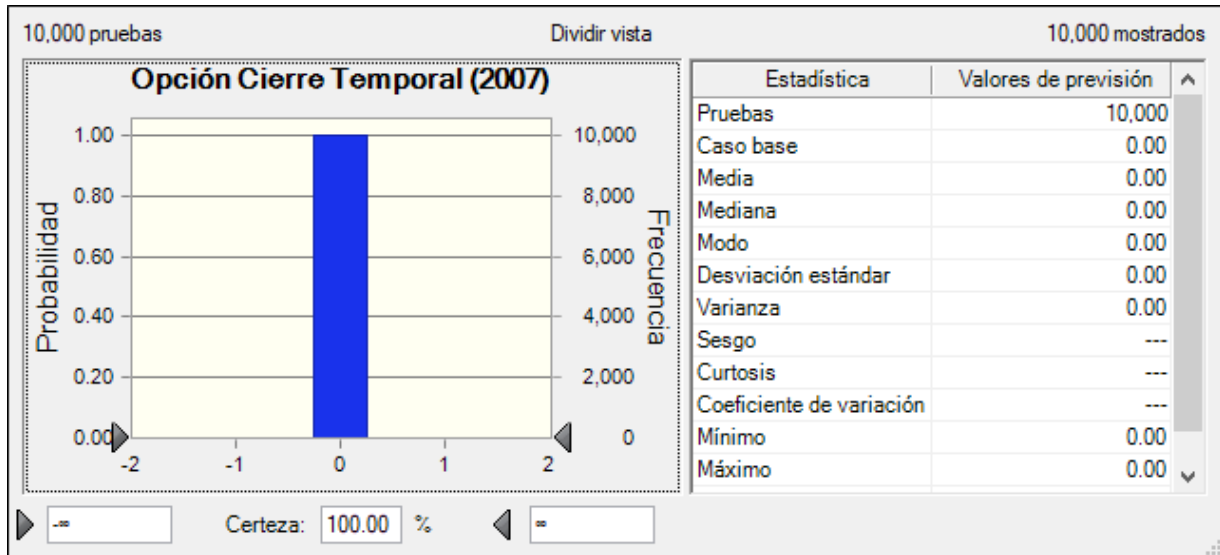 10,000 pruebas Dividir vista 10,000 mostrados
Opción Cierre Temporal (2007)
Probabilidad
1.00
0.80
0.60
0.40
0.20
0.00
10,000
8,000
6,000
4,000
2,000
0
Frecuencia
-2 -1 0 1 2
Estadística Valores de previsión
Pruebas 10,000
Caso base 0.00
Media 0.00
Mediana 0.00
Modo 0.00
Desviación estándar 0.00
Varianza 0.00
Sesgo ---
Curtosis ---
Coeficiente de variación ---
Mínimo 0.00
Máximo 0.00
-∞ Certeza: 100.00 % ∞